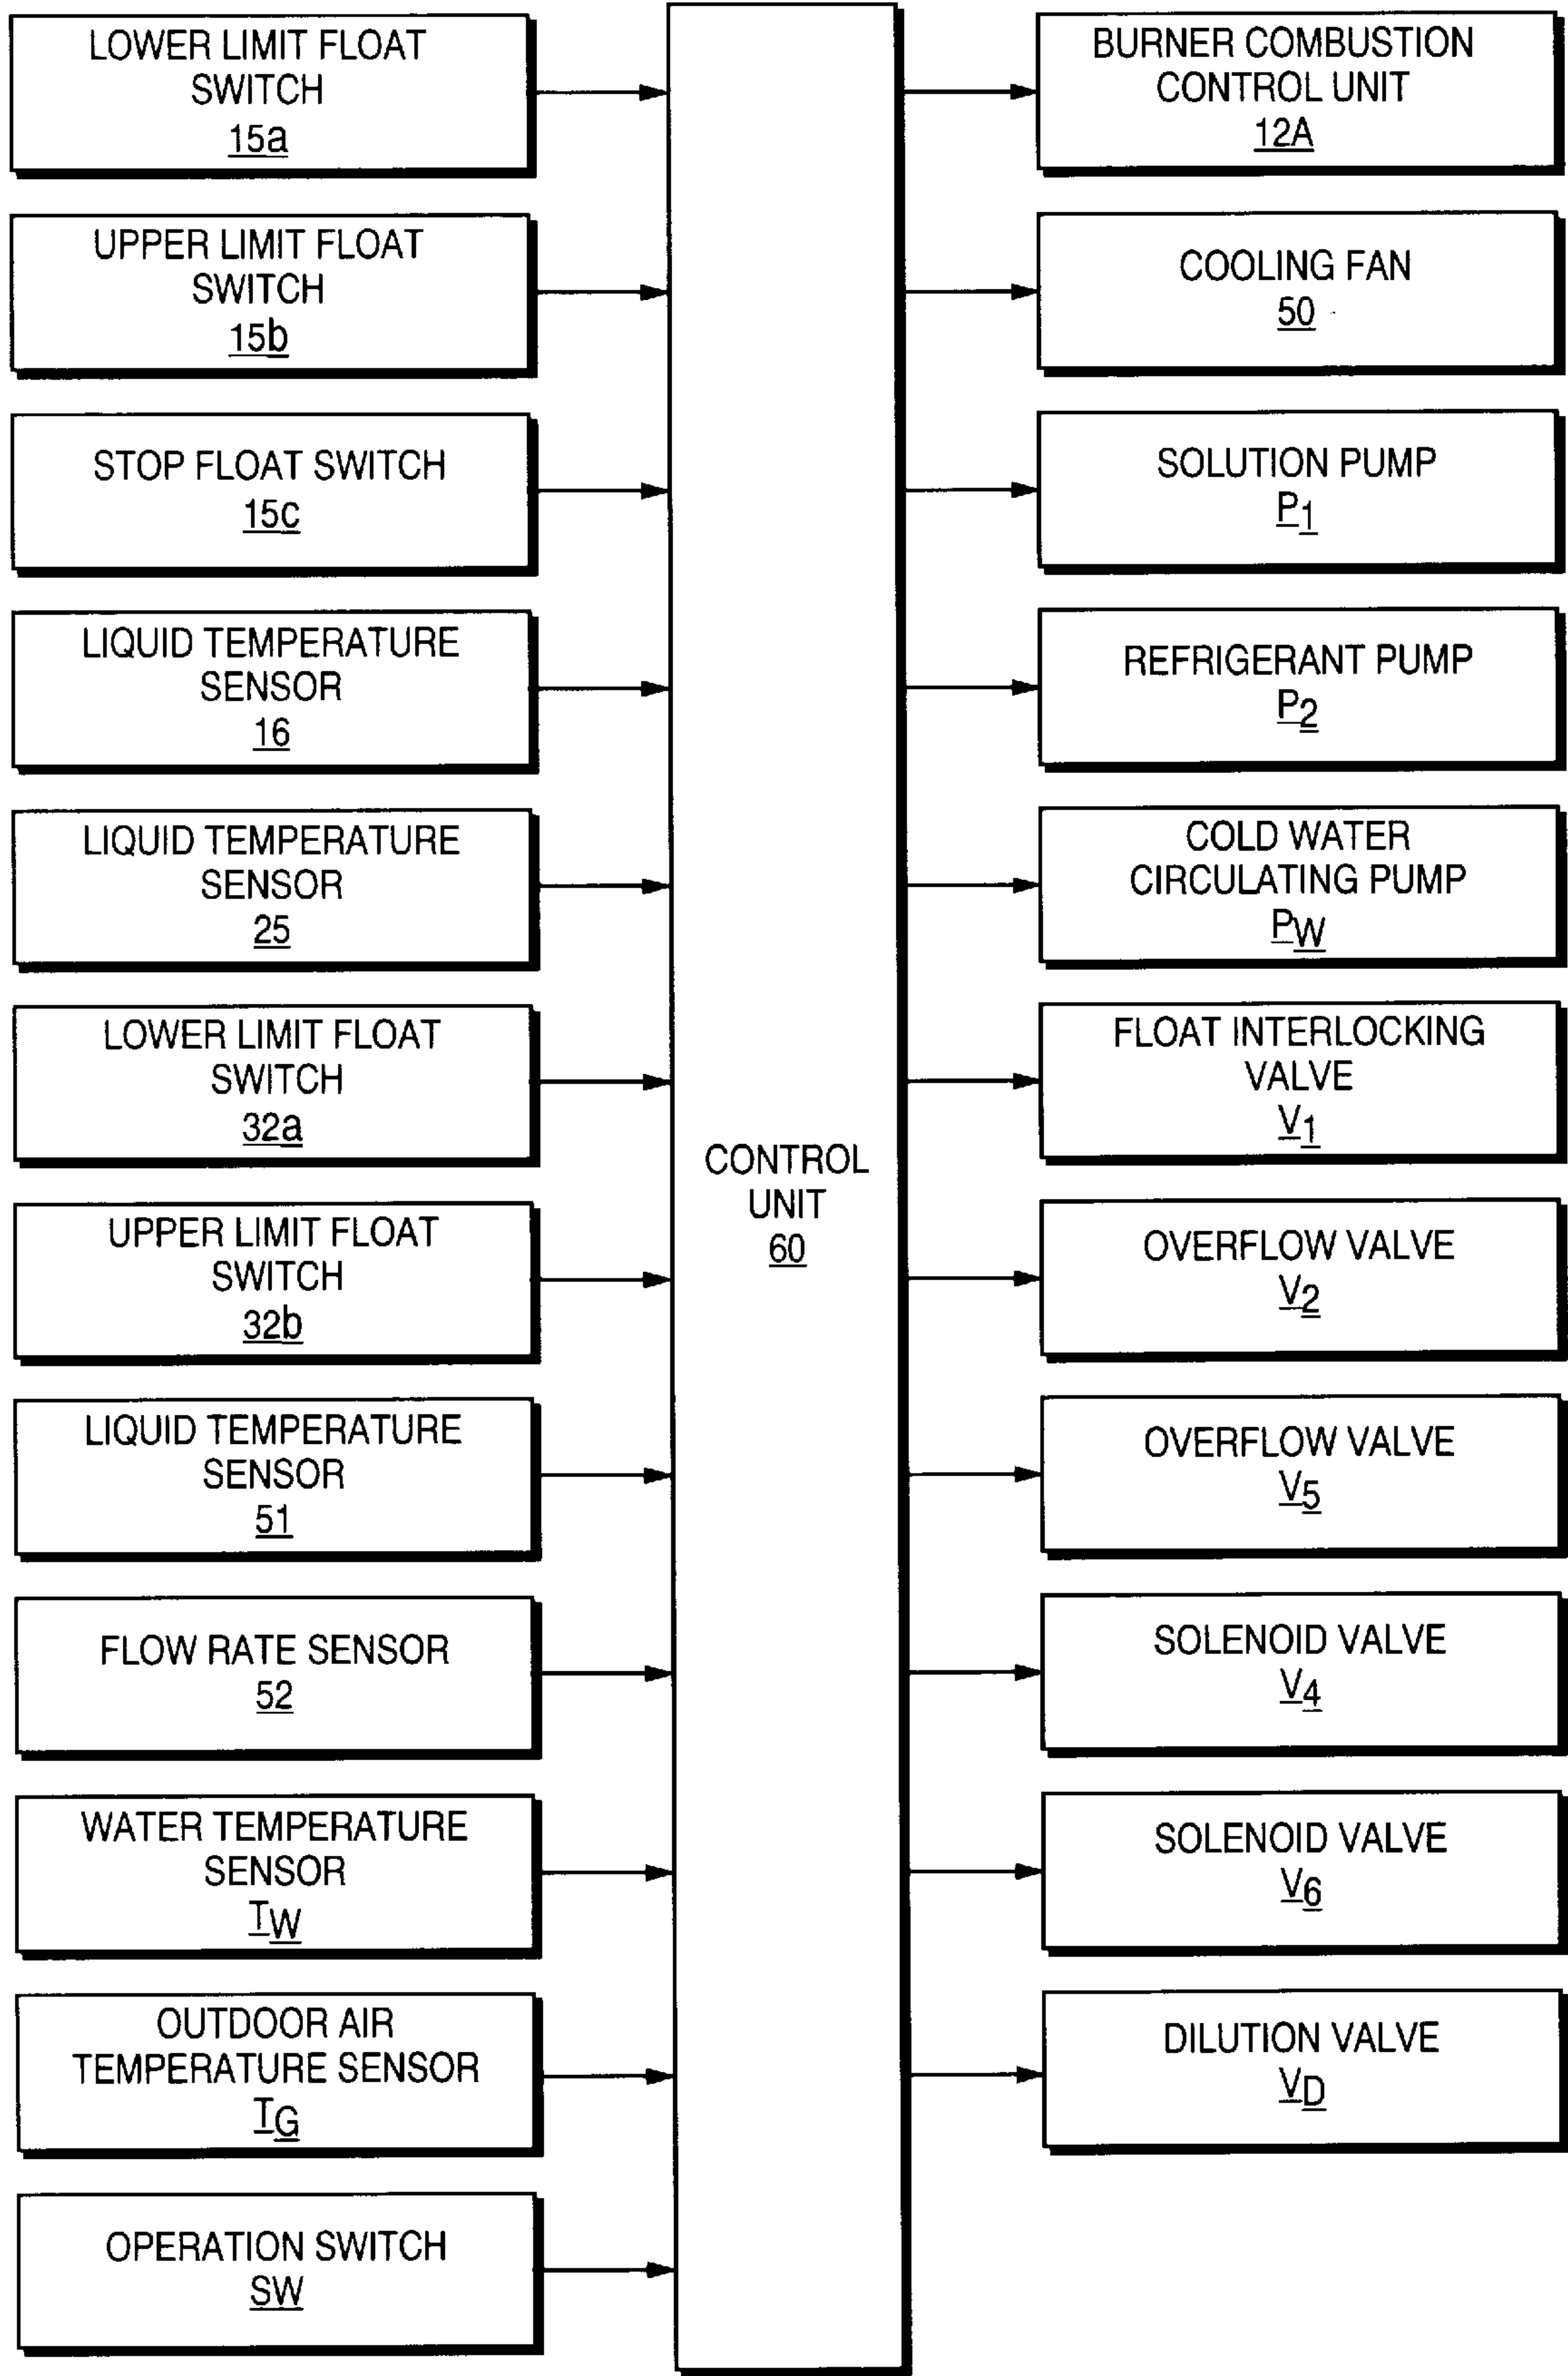 LOWER LIMIT FLOAT
SWITCH
15a
UPPER LIMIT FLOAT
SWITCH
15b
STOP FLOAT SWITCH
15c
LIQUID TEMPERATURE
SENSOR
16
LIQUID TEMPERATURE
SENSOR
25
LOWER LIMIT FLOAT
SWITCH
32a
UPPER LIMIT FLOAT
SWITCH
32b
LIQUID TEMPERATURE
SENSOR
51
FLOW RATE SENSOR
52
WATER TEMPERATURE
SENSOR
TW
OUTDOOR AIR
TEMPERATURE SENSOR
TG
OPERATION SWITCH
SW
CONTROL
UNIT
60
BURNER COMBUSTION
CONTROL UNIT
12A
COOLING FAN
50
SOLUTION PUMP
P1
REFRIGERANT PUMP
P2
COLD WATER
CIRCULATING PUMP
PW
FLOAT INTERLOCKING
VALVE
V1
OVERFLOW VALVE
V2
OVERFLOW VALVE
V5
SOLENOID VALVE
V4
SOLENOID VALVE
V6
DILUTION VALVE
VD